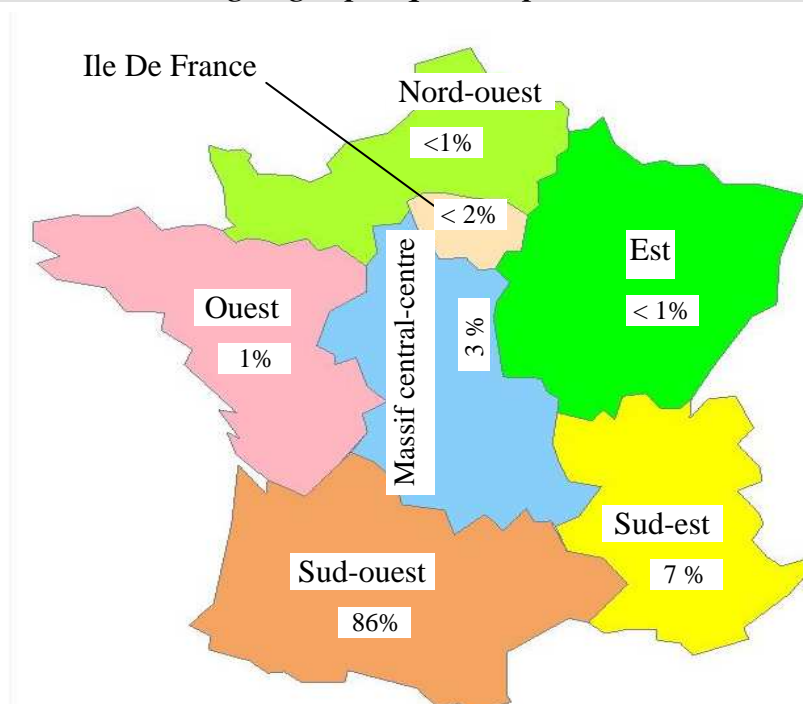 Ile De France
Nord-ouest
<1%
< 2%
Est
< 1%
Ouest
1%
Massif central-centre
3 %
Sud-est
7 %
Sud-ouest
86%